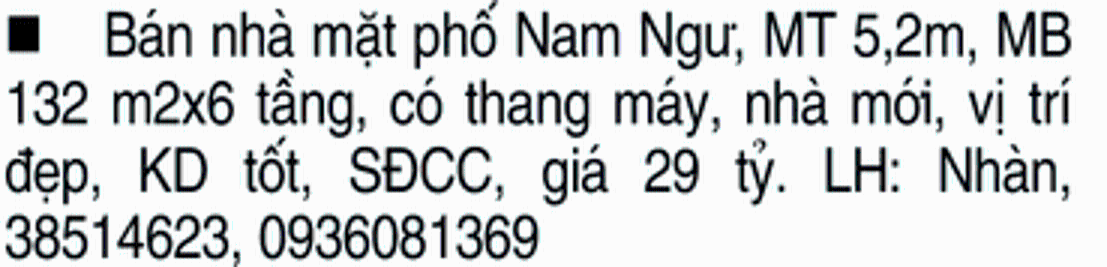 ■ Bán nhà mặt phố Nam Ngư, MT 5,2m, MB
132 m2x6 tầng, có thang máy, nhà mới, vị trí
đẹp, KD tốt, SĐCC, giá 29 tỷ. LH: Nhàn,
38514623, 0936081369